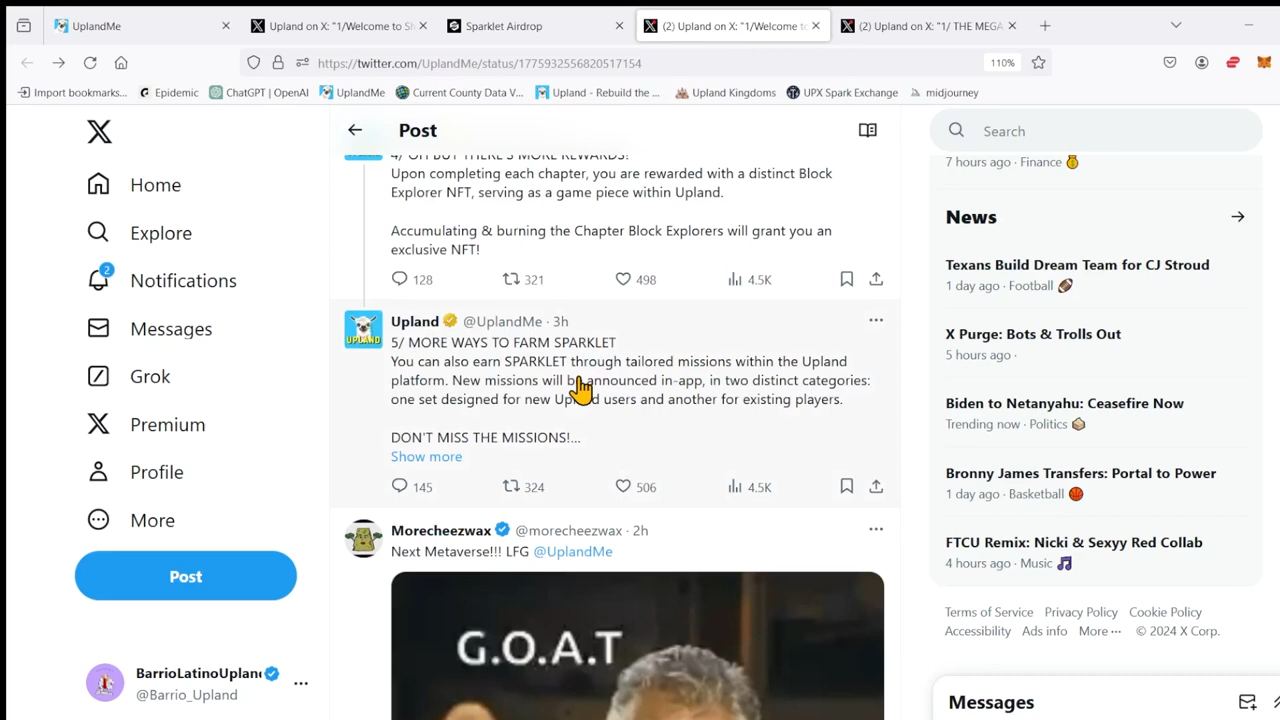 UplandMe
Upland on X: "1/Welcome to Sh
Sparklet Airdrop
(2) Upland on X: "1/Welcome to
(2) Upland on X: "1/ THE MEGA
https://twitter.com/UplandMe/status/1775932556820517154
110%
Import bookmarks...
Epidemic
ChatGPT | OpenAI
UplandMe
Current County Data V...
Upland - Rebuild the ...
Upland Kingdoms
UPX Spark Exchange
midjourney
Home
Explore
2
Notifications
Messages
Grok
Premium
Profile
More
Post
BarrioLatinoUpland
@Barrio_Upland
Post
4/ OH BUT THERE'S MORE REWARDS!
Upon completing each chapter, you are rewarded with a distinct Block
Explorer NFT, serving as a game piece within Upland.
Accumulating & burning the Chapter Block Explorers will grant you an
exclusive NFT!
128 321 498 4.5K
UPLAND
Upland @UplandMe · 3h
5/ MORE WAYS TO FARM SPARKLET
You can also earn SPARKLET through tailored missions within the Upland
platform. New missions will be announced in-app, in two distinct categories:
one set designed for new Upland users and another for existing players.
DON'T MISS THE MISSIONS!...
Show more
145 324 506 4.5K
Morecheezwax @morecheezwax · 2h
Next Metaverse!!! LFG @UplandMe
G.O.A.T
Search
7 hours ago · Finance
News
Texans Build Dream Team for CJ Stroud
1 day ago · Football
X Purge: Bots & Trolls Out
5 hours ago ·
Biden to Netanyahu: Ceasefire Now
Trending now · Politics
Bronny James Transfers: Portal to Power
1 day ago · Basketball
FTCU Remix: Nicki & Sexyy Red Collab
4 hours ago · Music
Terms of Service Privacy Policy Cookie Policy
Accessibility Ads info More ··· © 2024 X Corp.
Messages